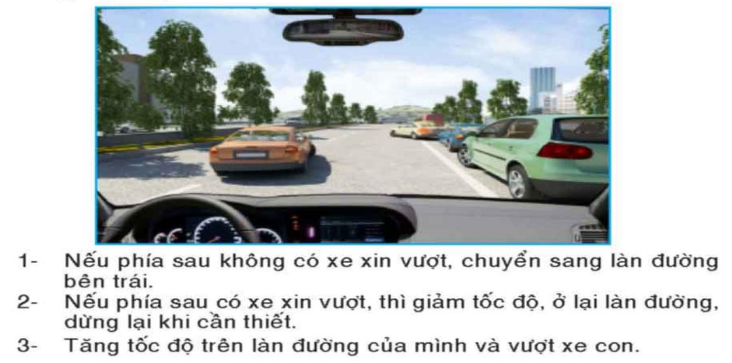 1- Nếu phía sau không có xe xin vượt, chuyển sang làn đường
bên trái.
2- Nếu phía sau có xe xin vượt, thì giảm tốc độ, ở lại làn đường,
dừng lại khi cần thiết.
3- Tăng tốc độ trên làn đường của mình và vượt xe con.